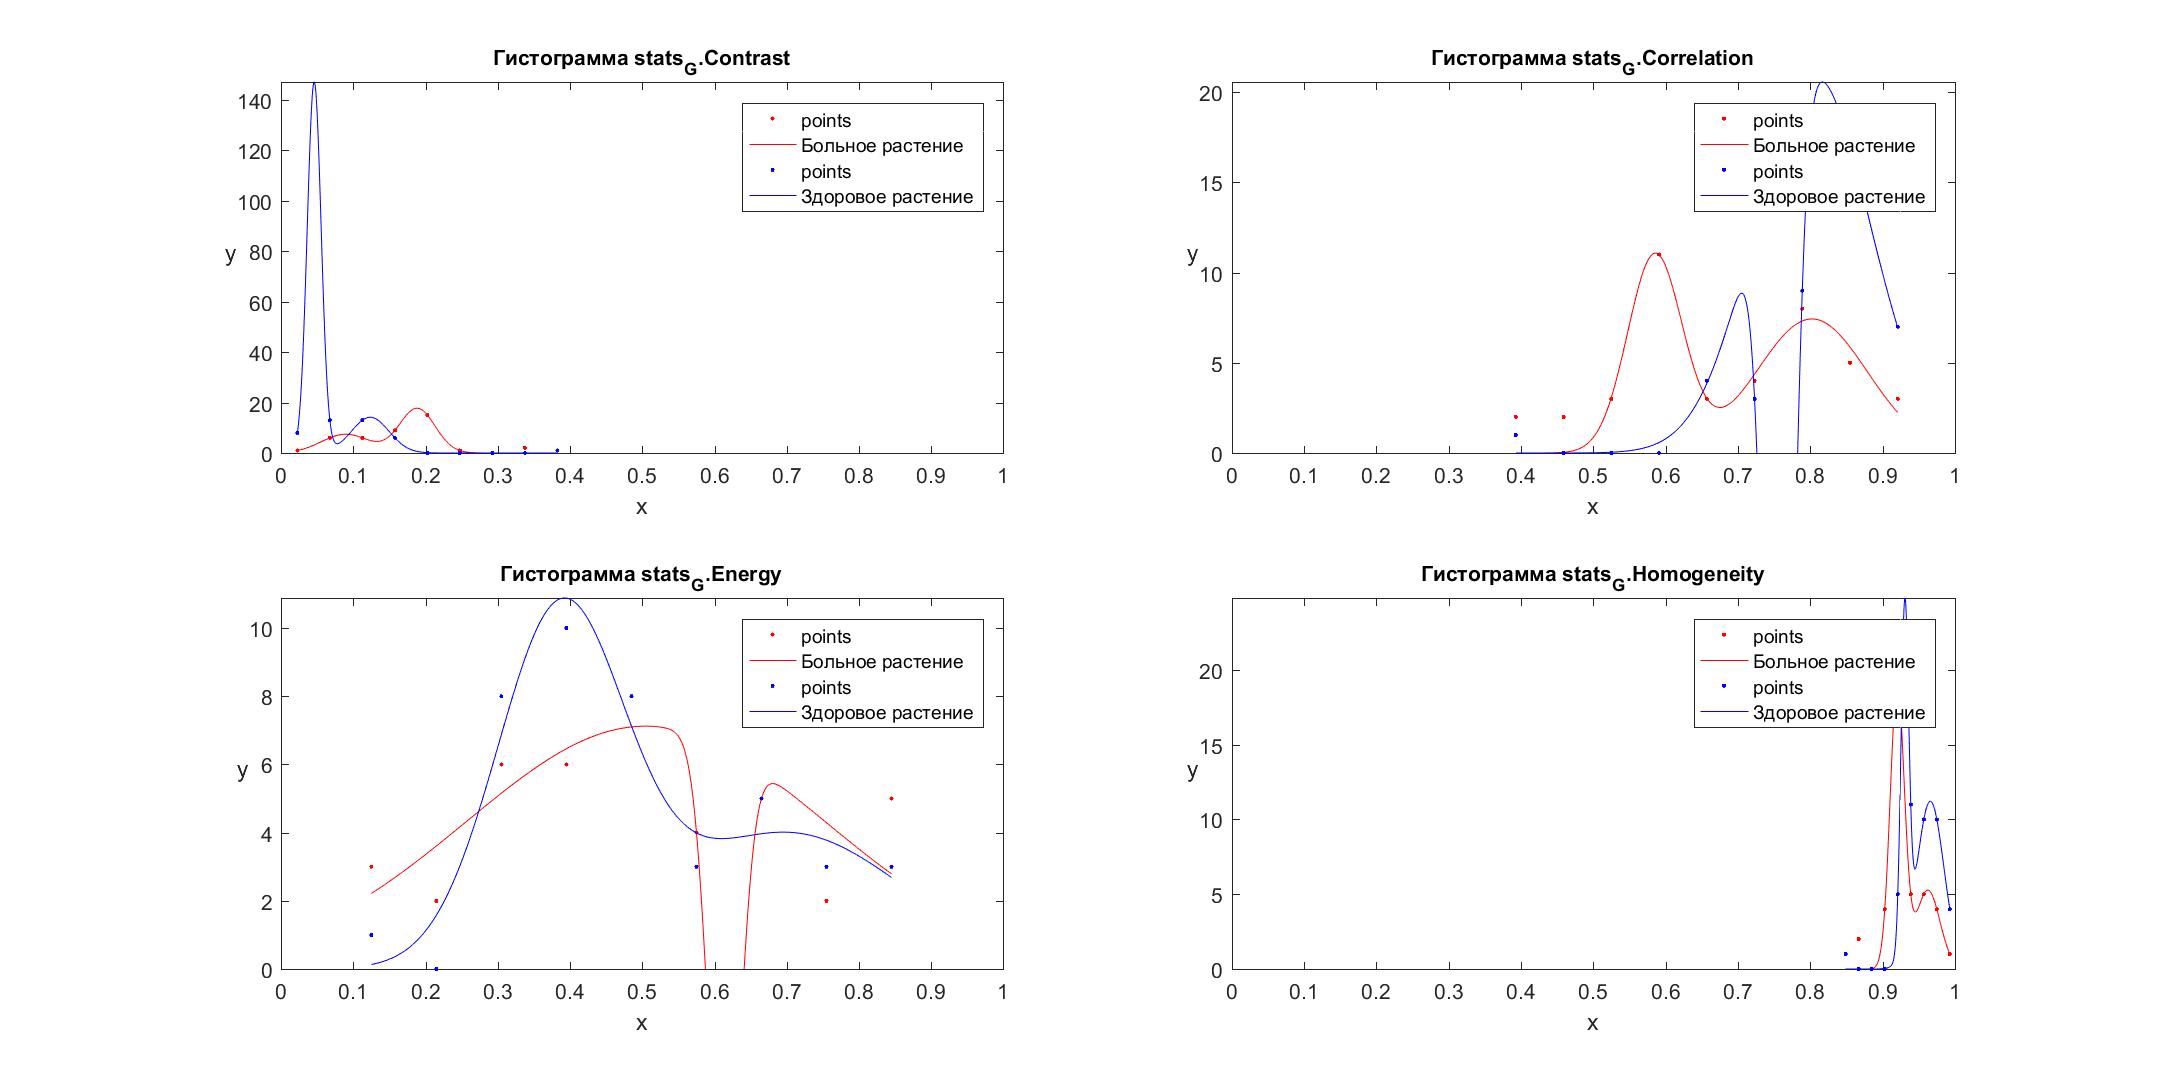 Гистограмма stats_G.Contrast
140
120
100
80
60
40
20
0
y
points
Больное растение
points
Здоровое растение
0 0.1 0.2 0.3 0.4 0.5 0.6 0.7 0.8 0.9 1
x
Гистограмма stats_G.Correlation
20
15
10
5
0
y
points
Больное растение
points
Здоровое растение
0 0.1 0.2 0.3 0.4 0.5 0.6 0.7 0.8 0.9 1
x
Гистограмма stats_G.Energy
10
8
6
4
2
0
y
points
Больное растение
points
Здоровое растение
0 0.1 0.2 0.3 0.4 0.5 0.6 0.7 0.8 0.9 1
x
Гистограмма stats_G.Homogeneity
20
15
10
5
0
y
points
Больное растение
points
Здоровое растение
0 0.1 0.2 0.3 0.4 0.5 0.6 0.7 0.8 0.9 1
x